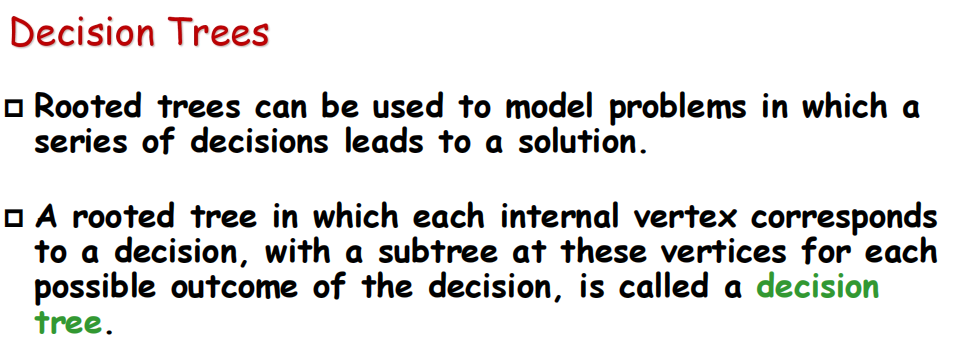 Decision Trees
Rooted trees can be used to model problems in which a
series of decisions leads to a solution.
A rooted tree in which each internal vertex corresponds
to a decision, with a subtree at these vertices for each
possible outcome of the decision, is called a decision
tree.